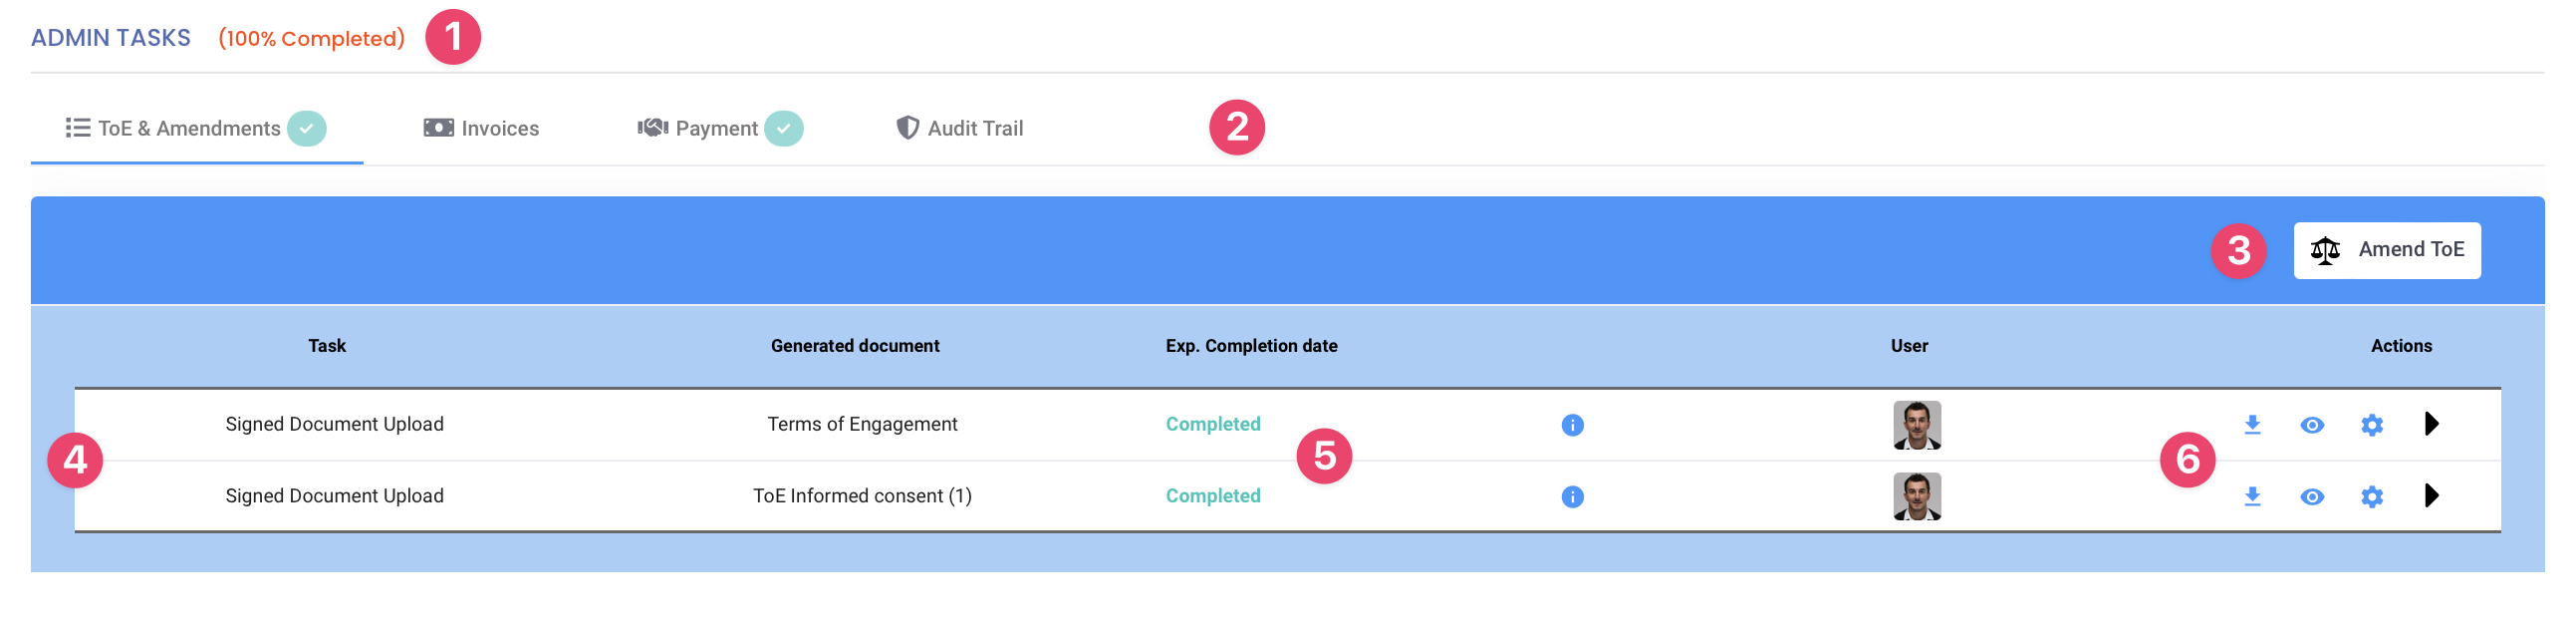 ADMIN TASKS (100% Completed) 1
ToE & Amendments Invoices Payment Audit Trail 2
3 Amend ToE
Task Generated document Exp. Completion date User Actions
Signed Document Upload Terms of Engagement Completed
4 5 6
Signed Document Upload ToE Informed consent (1) Completed